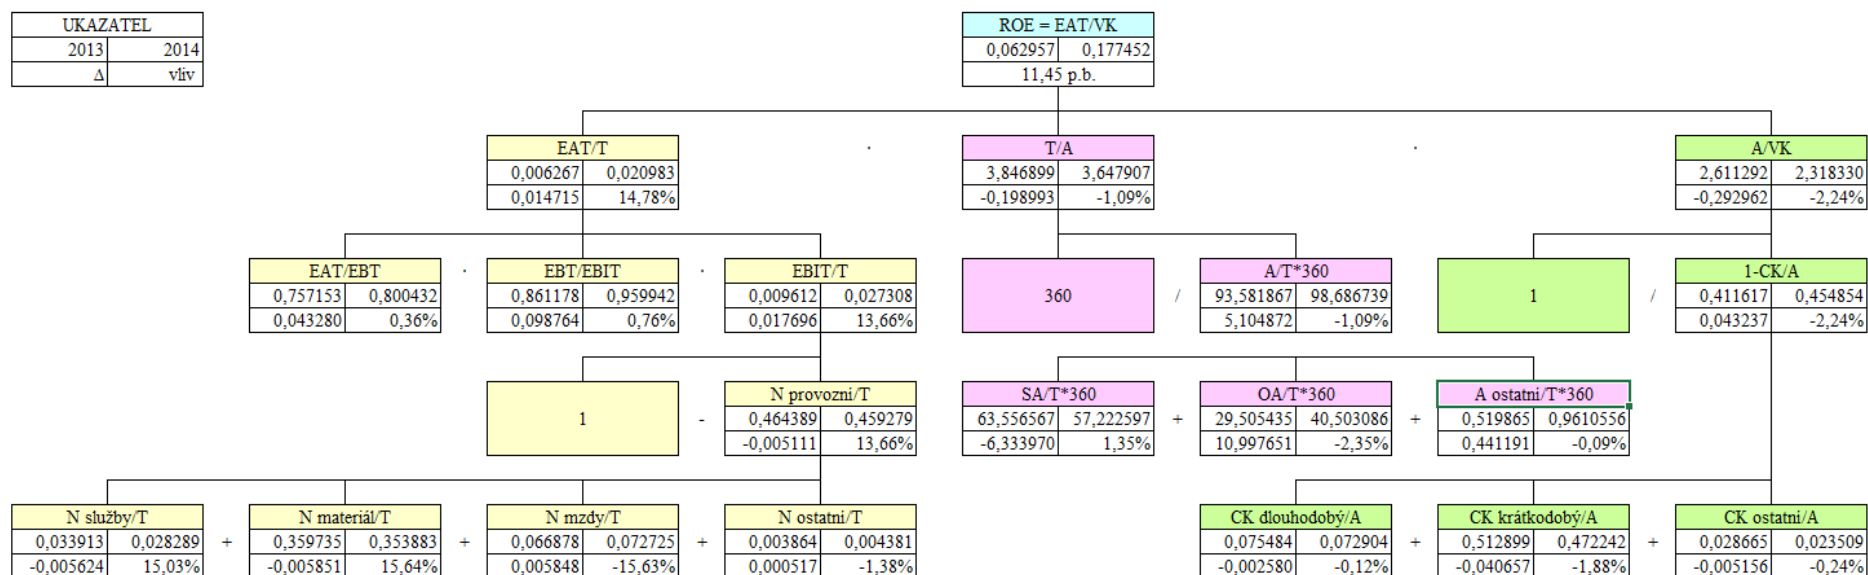 UKAZATEL
2013 2014
Δ vliv
ROE = EAT/VK
0,062957 0,177452
11,45 p.b.
EAT/T
0,006267 0,020983
0,014715 14,78%
·
T/A
3,846899 3,647907
-0,198993 -1,09%
·
A/VK
2,611292 2,318330
-0,292962 -2,24%
EAT/EBT
0,757153 0,800432
0,043280 0,36%
·
EBT/EBIT
0,861178 0,959942
0,098764 0,76%
·
EBIT/T
0,009612 0,027308
0,017696 13,66%
360
/
A/T*360
93,581867 98,686739
5,104872 -1,09%
1
/
1-CK/A
0,411617 0,454854
0,043237 -2,24%
1
-
N provozní/T
0,464389 0,459279
-0,005111 13,66%
SA/T*360
63,556567 57,222597
-6,333970 1,35%
+
OA/T*360
29,505435 40,503086
10,997651 -2,35%
+
A ostatní/T*360
0,519865 0,9610556
0,441191 -0,09%
N služby/T
0,033913 0,028289
-0,005624 15,03%
+
N materiál/T
0,359735 0,353883
-0,005851 15,64%
+
N mzdy/T
0,066878 0,072725
0,005848 -15,63%
+
N ostatní/T
0,003864 0,004381
0,000517 -1,38%
CK dlouhodobý/A
0,075484 0,072904
-0,002580 -0,12%
+
CK krátkodobý/A
0,512899 0,472242
-0,040657 -1,88%
+
CK ostatní/A
0,028665 0,023509
-0,005156 -0,24%